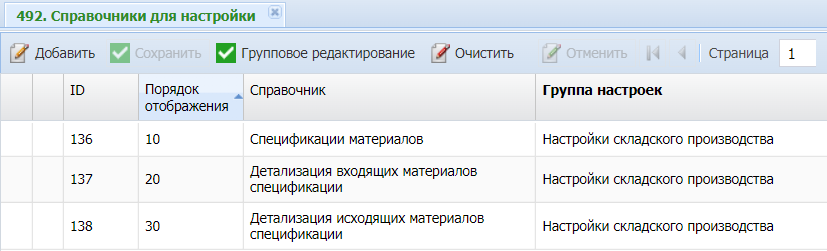 492. Справочники для настройки
Добавить Сохранить Групповое редактирование Очистить Отменить Страница 1
ID Порядок отображения Справочник Группа настроек
136 10 Спецификации материалов Настройки складского производства
137 20 Детализация входящих материалов спецификации Настройки складского производства
138 30 Детализация исходящих материалов спецификации Настройки складского производства